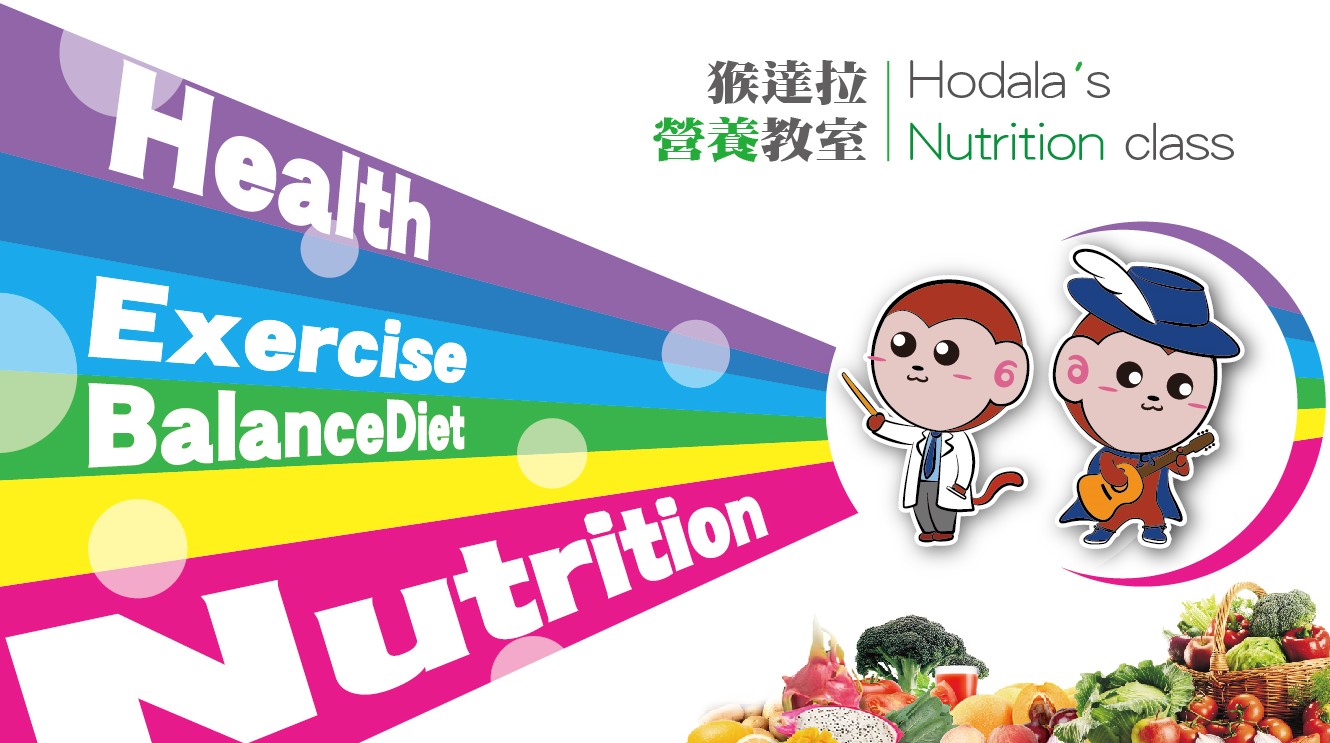 猴達拉
營養教室
Hodala's
Nutrition class
Health
Exercise
BalanceDiet
Nutrition